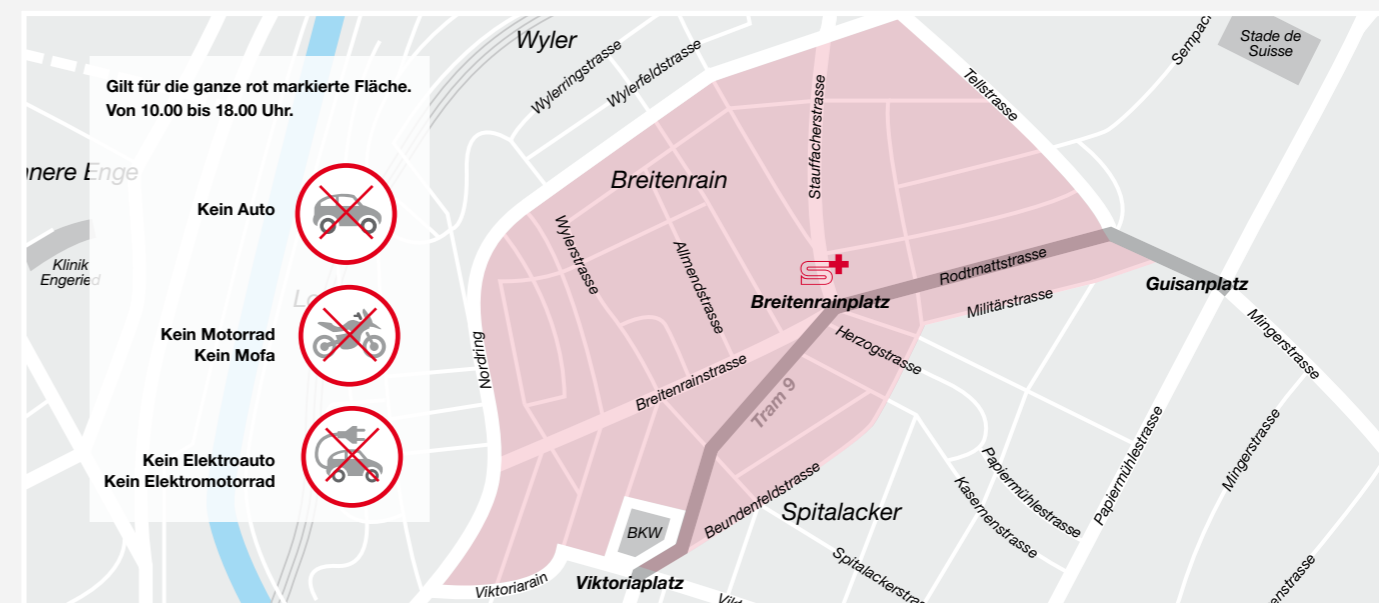 Gilt für die ganze rot markierte Fläche.
Von 10.00 bis 18.00 Uhr.
Kein Auto
Kein Motorrad
Kein Mofa
Kein Elektroauto
Kein Elektromotorrad
Wyler
Wylerringstrasse
Wylerfeldstrasse
Stauffacherstrasse
Tellstrasse
Stade de
Suisse
Enge
Klinik
Engeried
Breitenrain
Wylerstrasse
Allmendstrasse
Breitenrainplatz
Rodtmattstrasse
Militärstrasse
Guisanplatz
Mingerstrasse
Nordring
Breitenrainstrasse
Herzogstrasse
Tram 9
Papiermühlestrasse
Mingerstrasse
Papiermühlestrasse
Kasernenstrasse
Beundenfeldstrasse
Spitalacker
BKW
Viktoriarain
Viktoriaplatz